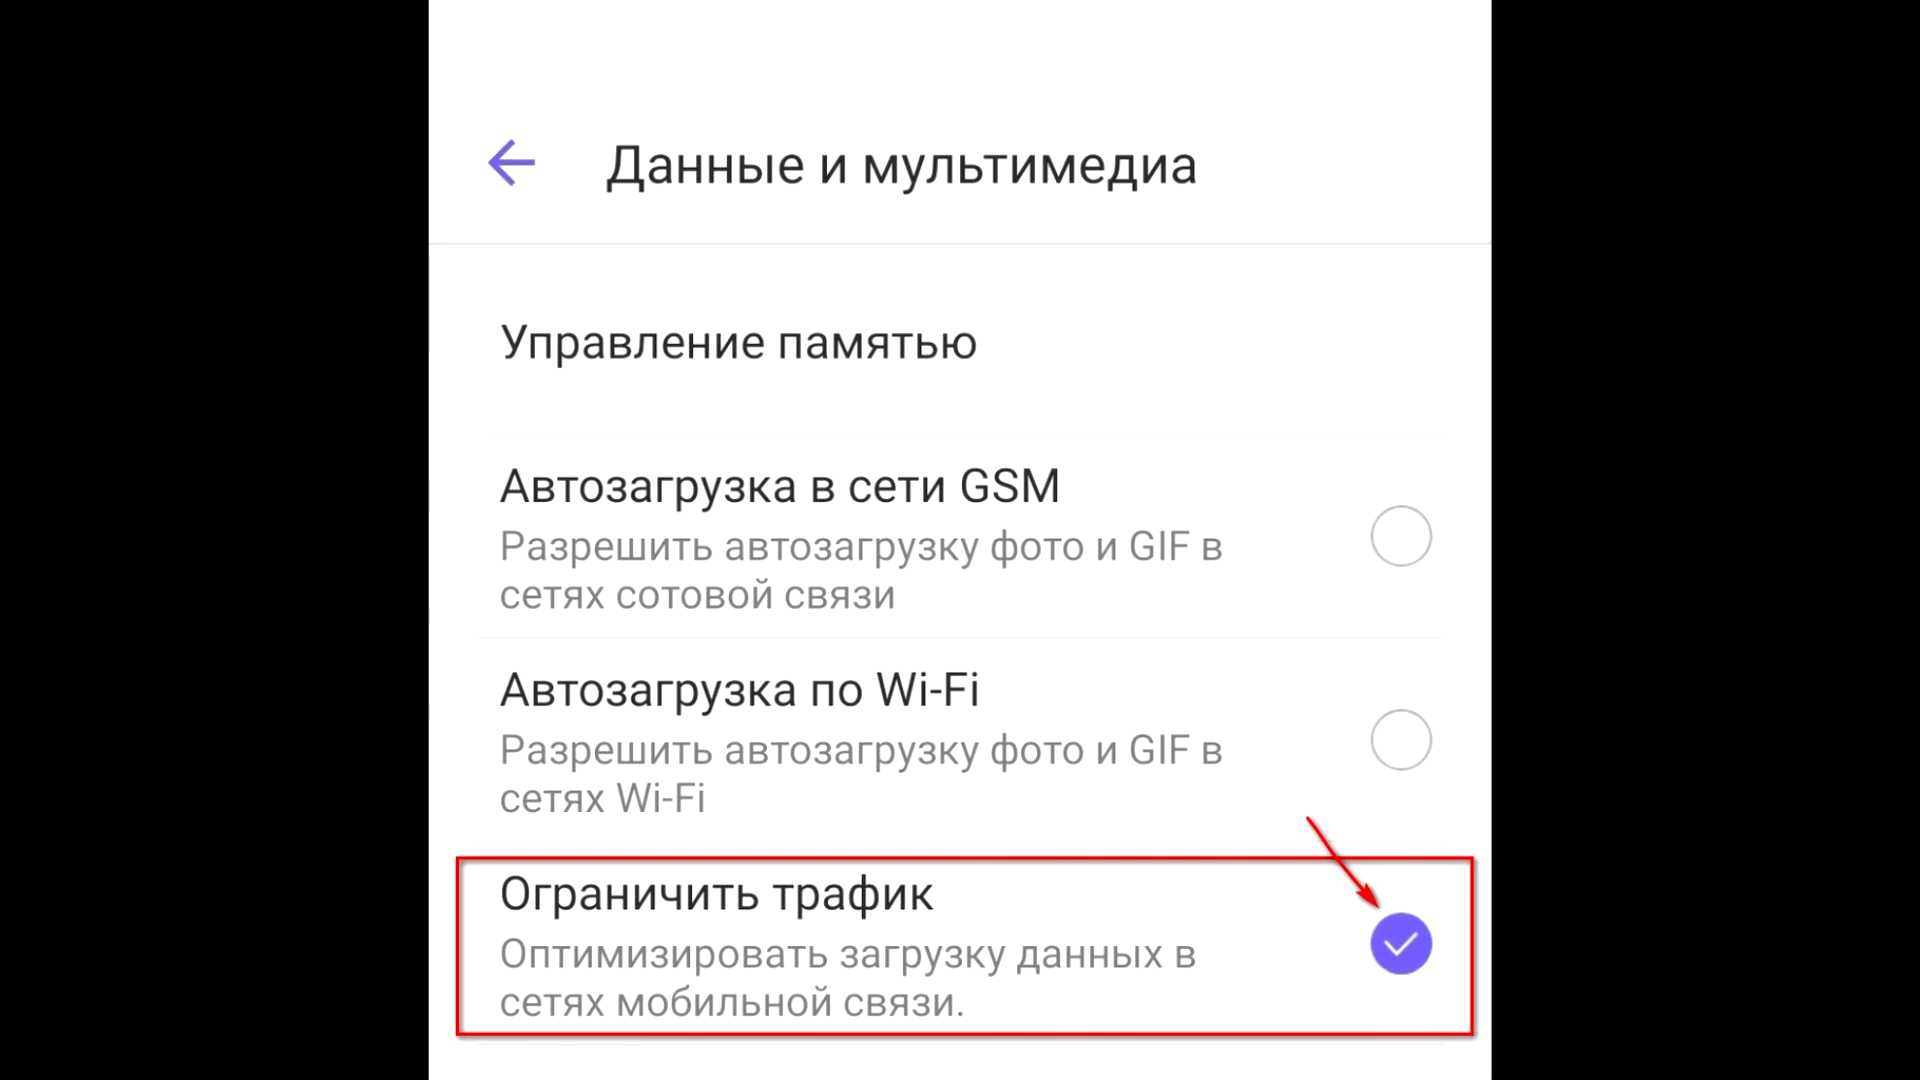 Данные и мультимедиа
Управление памятью
Автозагрузка в сети GSM
Разрешить автозагрузку фото и GIF в
сетях сотовой связи
Автозагрузка по Wi-Fi
Разрешить автозагрузку фото и GIF в
сетях Wi-Fi
Ограничить трафик
Оптимизировать загрузку данных в
сетях мобильной связи.